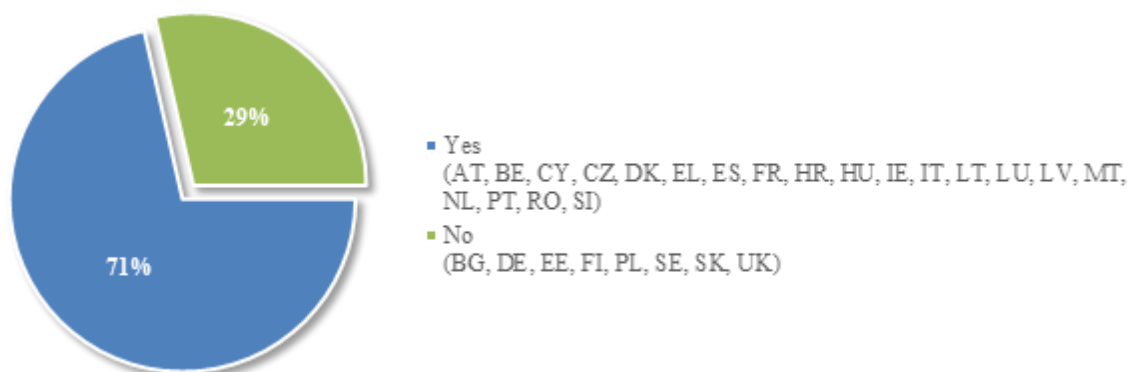 29%
71%
Yes
(AT, BE, CY, CZ, DK, EL, ES, FR, HR, HU, IE, IT, LT, LU, LV, MT,
NL, PT, RO, SI)
No
(BG, DE, EE, FI, PL, SE, SK, UK)